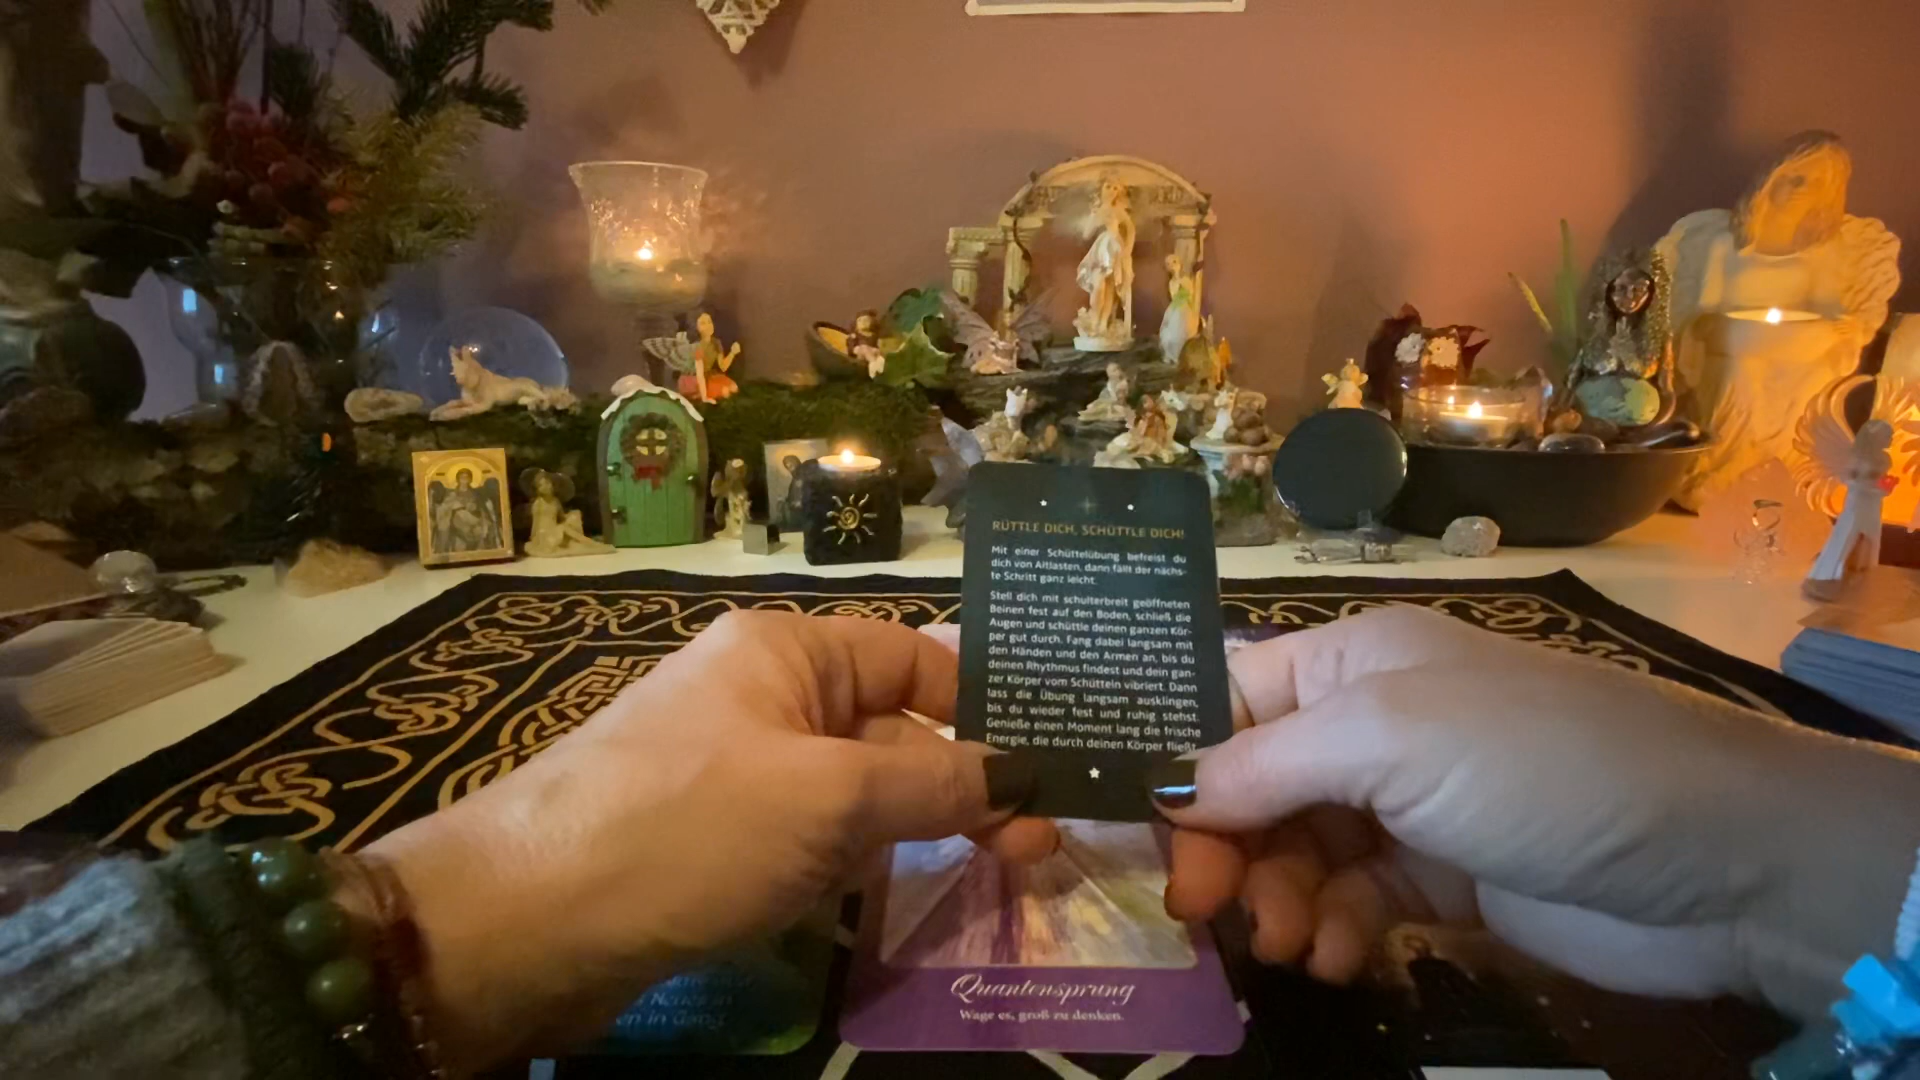 RÜTTLE DICH, SCHÜTTLE DICH!
Mit einer Schüttelübung befreist du
dich von Altlasten, dann fällt der nächs-
te Schritt ganz leicht.
Stell dich mit schulterbreit geöffneten
Beinen fest auf den Boden, schließ die
Augen und schüttle deinen ganzen Kör-
per gut durch. Fang dabei langsam mit
den Händen und den Armen an, bis du
deinen Rhythmus findest und dein gan-
zer Körper vom Schütteln vibriert. Dann
lass die Übung langsam ausklingen,
bis du wieder fest und ruhig stehst.
Genieße einen Moment lang die frische
Energie, die durch deinen Körper fließt
Quantensprung
Wage es, groß zu denken.
Neues in
in Gang